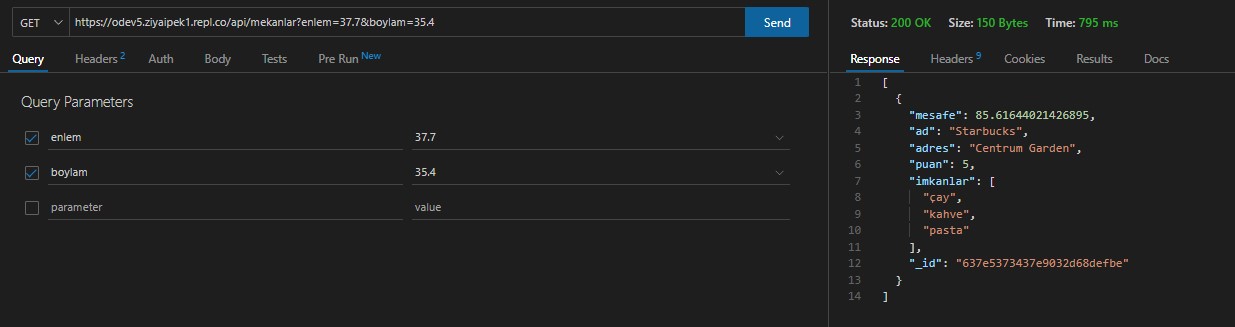 GET https://odev5.ziyaipek1.repl.co/api/mekanlar?enlem=37.7&boylam=35.4 Send
Query Headers 2 Auth Body Tests Pre Run New
Query Parameters
enlem 37.7
boylam 35.4
parameter value
Status: 200 OK Size: 150 Bytes Time: 795 ms
Response Headers 9 Cookies Results Docs
1 [
2 {
3 "mesafe": 85.61644021426895,
4 "ad": "Starbucks",
5 "adres": "Centrum Garden",
6 "puan": 5,
7 "imkanlar": [
8 "çay",
9 "kahve",
10 "pasta"
11 ],
12 "_id": "637e5373437e9032d68defbe"
13 }
14 ]